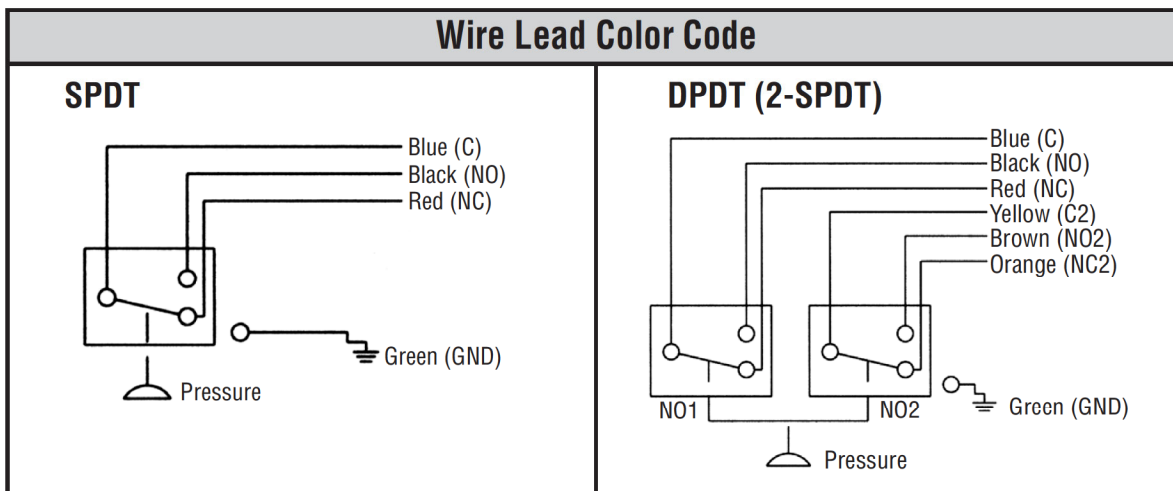 Wire Lead Color Code
SPDT
Blue (C)
Black (NO)
Red (NC)
Green (GND)
Pressure
DPDT (2-SPDT)
Blue (C)
Black (NO)
Red (NC)
Yellow (C2)
Brown (NO2)
Orange (NC2)
NO1
NO2
Green (GND)
Pressure